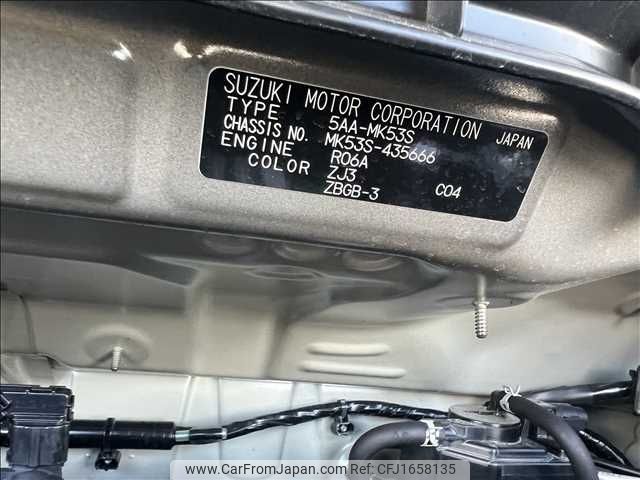 SUZUKI MOTOR CORPORATION JAPAN
TYPE 5AA-MK53S
CHASSIS NO. MK53S-435666
ENGINE R06A
COLOR ZJ3 C04
ZBGB-3
www.CarFromJapan.com | CFJ1658135